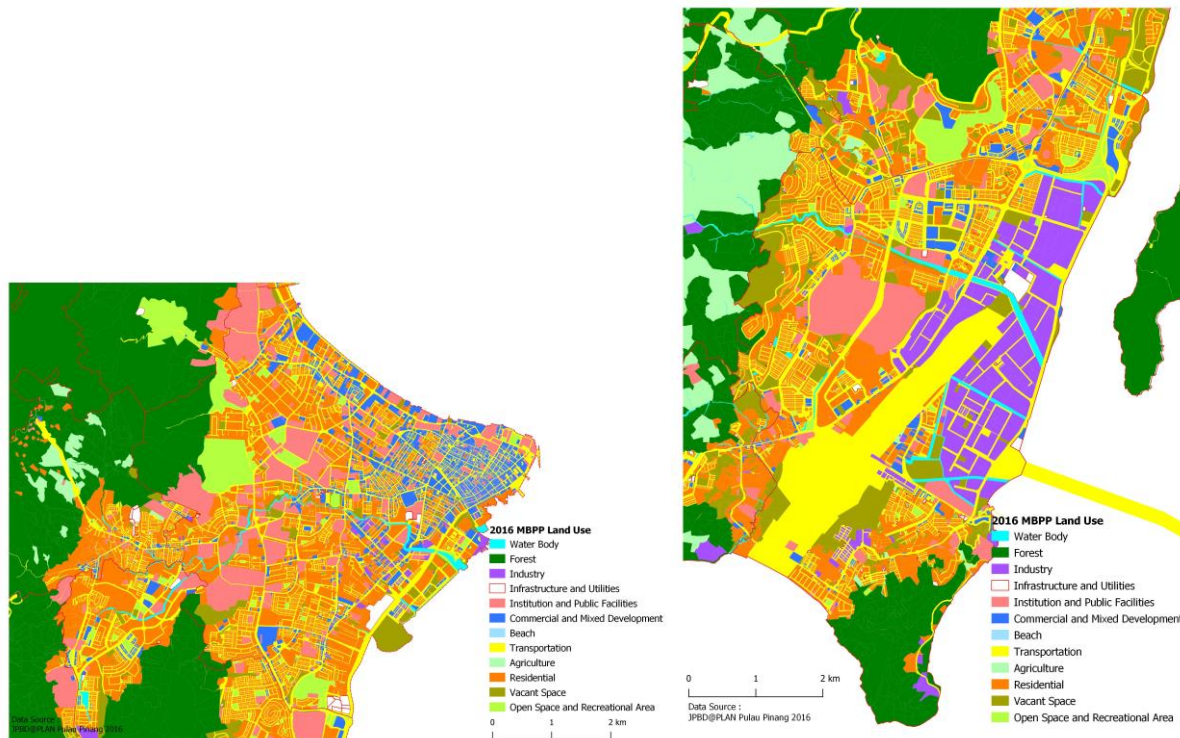 2016 MBPP Land Use
Water Body
Forest
Industry
Infrastructure and Utilities
Institution and Public Facilities
Commercial and Mixed Development
Beach
Transportation
Agriculture
Residential
Vacant Space
Open Space and Recreational Area
Data Source :
JPBD@PLAN Pulau Pinang 2016
0 1 2 km
2016 MBPP Land Use
Water Body
Forest
Industry
Infrastructure and Utilities
Institution and Public Facilities
Commercial and Mixed Development
Beach
Transportation
Agriculture
Residential
Vacant Space
Open Space and Recreational Area
0 1 2 km
Data Source :
JPBD@PLAN Pulau Pinang 2016